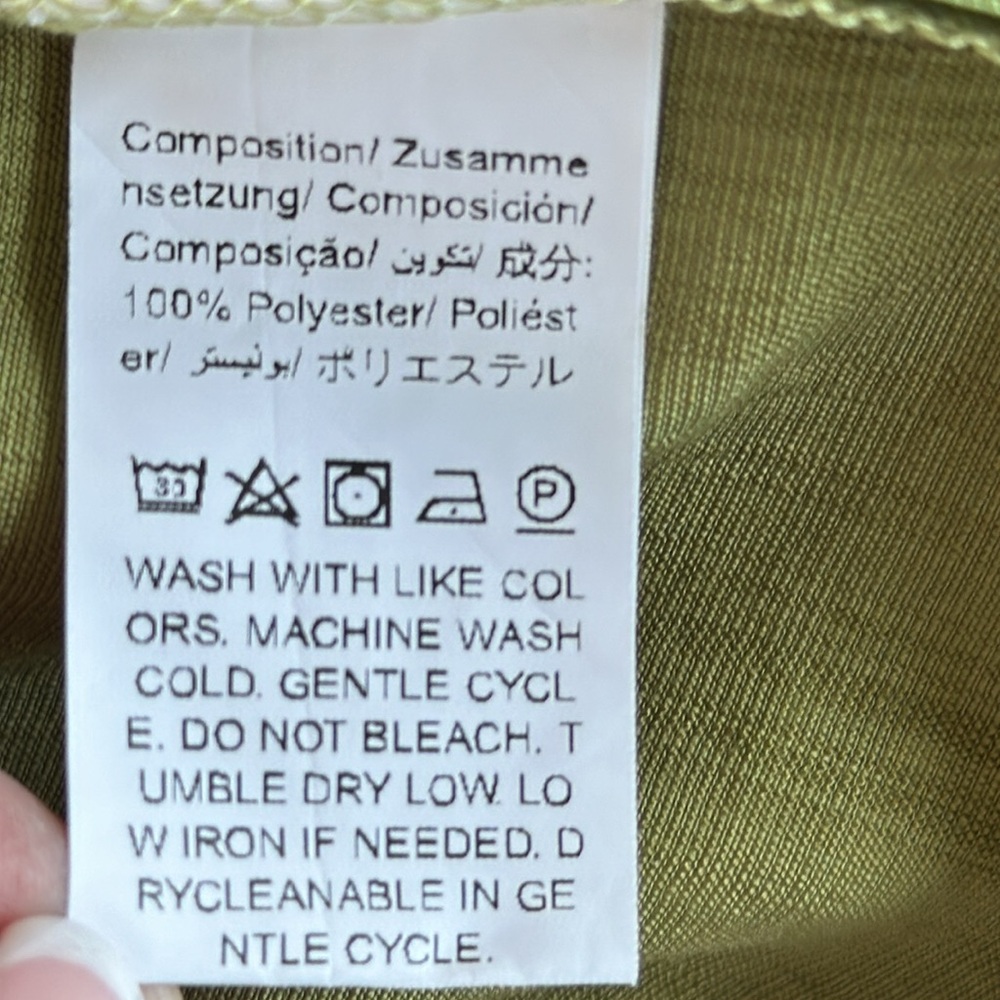 Composition/ Zusamme
nsetzung/ Composición/
Composição/ تكوين/ 成分:
100% Polyester/ Poliést
er/ بوليستر/ ポリエステル
30
P
WASH WITH LIKE COL
ORS. MACHINE WASH
COLD. GENTLE CYCL
E. DO NOT BLEACH. T
UMBLE DRY LOW. LO
W IRON IF NEEDED. D
RYCLEANABLE IN GE
NTLE CYCLE.